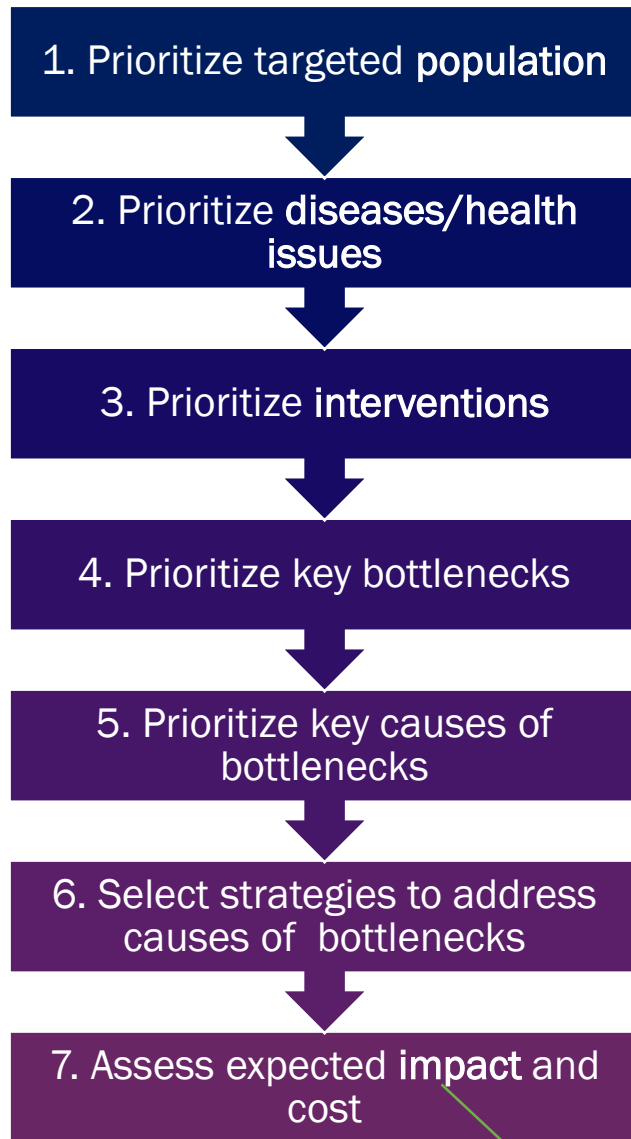 1. Prioritize targeted population
2. Prioritize diseases/health
issues
3. Prioritize interventions
4. Prioritize key bottlenecks
5. Prioritize key causes of
bottlenecks
6. Select strategies to address
causes of  bottlenecks
7. Assess expected impact and
cost